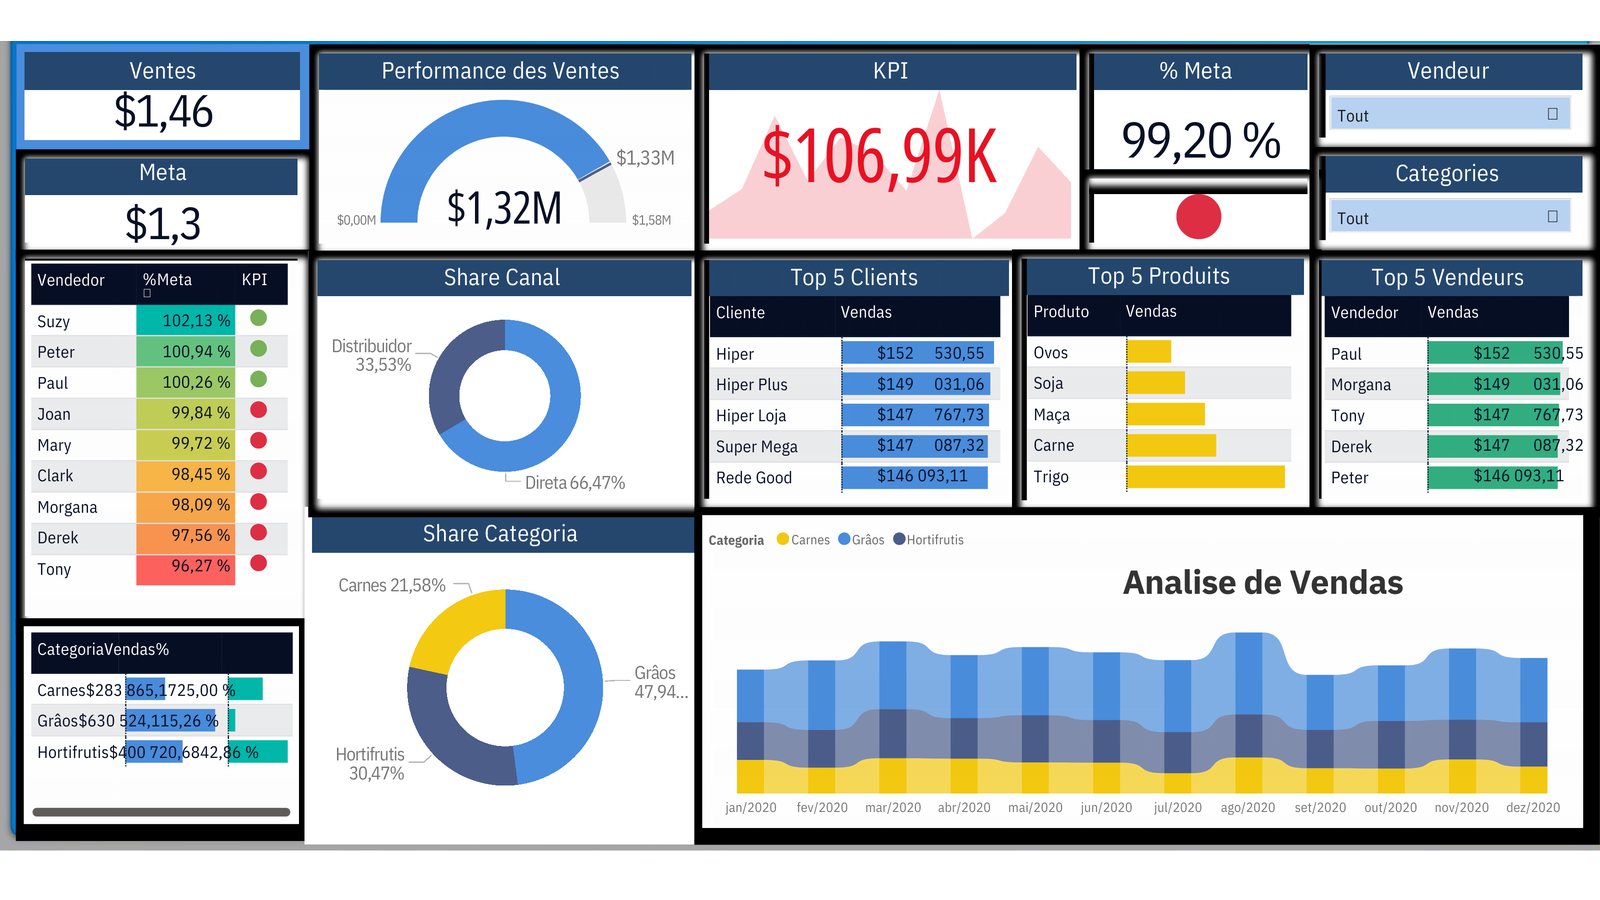 Ventes
$1,46
Meta
$1,3
Performance des Ventes
$1,33M
$1,32M
$0,00M
$1,58M
KPI
$106,99K
% Meta
99,20 %
Vendeur
Tout
Categories
Tout
Vendedor %Meta KPI
Suzy 102,13 %
Peter 100,94 %
Paul 100,26 %
Joan 99,84 %
Mary 99,72 %
Clark 98,45 %
Morgana 98,09 %
Derek 97,56 %
Tony 96,27 %
Share Canal
Distribuidor
33,53%
Direta 66,47%
Top 5 Clients
Cliente Vendas
Hiper $152 530,55
Hiper Plus $149 031,06
Hiper Loja $147 767,73
Super Mega $147 087,32
Rede Good $146 093,11
Top 5 Produits
Produto Vendas
Ovos
Soja
Maça
Carne
Trigo
Top 5 Vendeurs
Vendedor Vendas
Paul $152 530,55
Morgana $149 031,06
Tony $147 767,73
Derek $147 087,32
Peter $146 093,11
CategoriaVendas%
Carnes$283 865,1725,00 %
Grâos$630 524,115,26 %
Hortifrutis$400 720,6842,86 %
Share Categoria
Carnes 21,58%
Grâos
47,94...
Hortifrutis
30,47%
Categoria Carnes Grâos Hortifrutis
Analise de Vendas
jan/2020 fev/2020 mar/2020 abr/2020 mai/2020 jun/2020 jul/2020 ago/2020 set/2020 out/2020 nov/2020 dez/2020